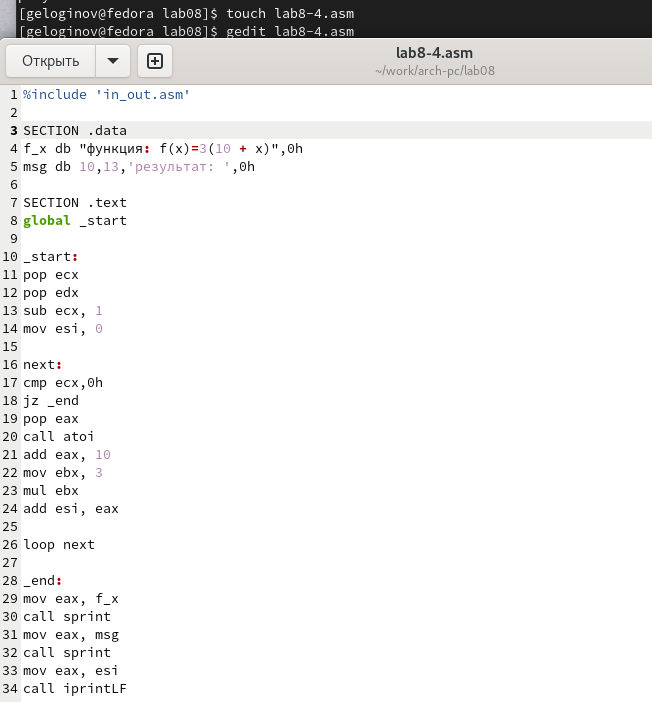 [geloginov@fedora lab08]$ touch lab8-4.asm
[geloginov@fedora lab08]$ gedit lab8-4.asm
Открыть
lab8-4.asm
~/work/arch-pc/lab08
1 %include 'in_out.asm'
2
3 SECTION .data
4 f_x db "функция: f(x)=3(10 + x)",0h
5 msg db 10,13,'результат: ',0h
6
7 SECTION .text
8 global _start
9
10 _start:
11 pop ecx
12 pop edx
13 sub ecx, 1
14 mov esi, 0
15
16 next:
17 cmp ecx,0h
18 jz _end
19 pop eax
20 call atoi
21 add eax, 10
22 mov ebx, 3
23 mul ebx
24 add esi, eax
25
26 loop next
27
28 _end:
29 mov eax, f_x
30 call sprint
31 mov eax, msg
32 call sprint
33 mov eax, esi
34 call iprintLF